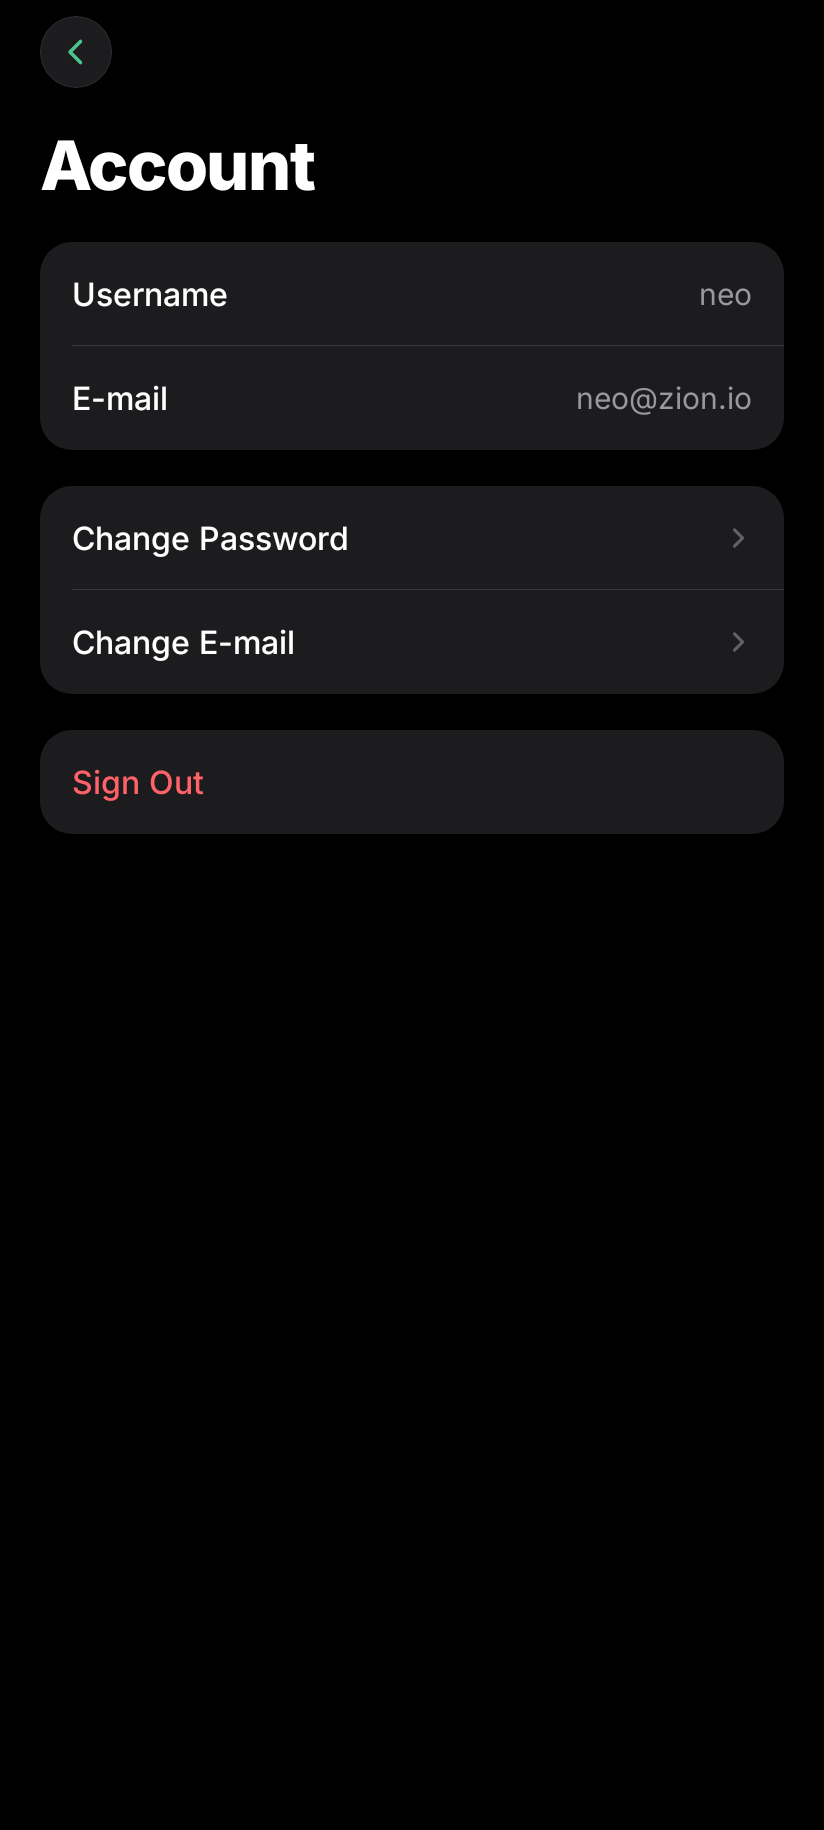 Account
Username neo
E-mail neo@zion.io
Change Password
Change E-mail
Sign Out